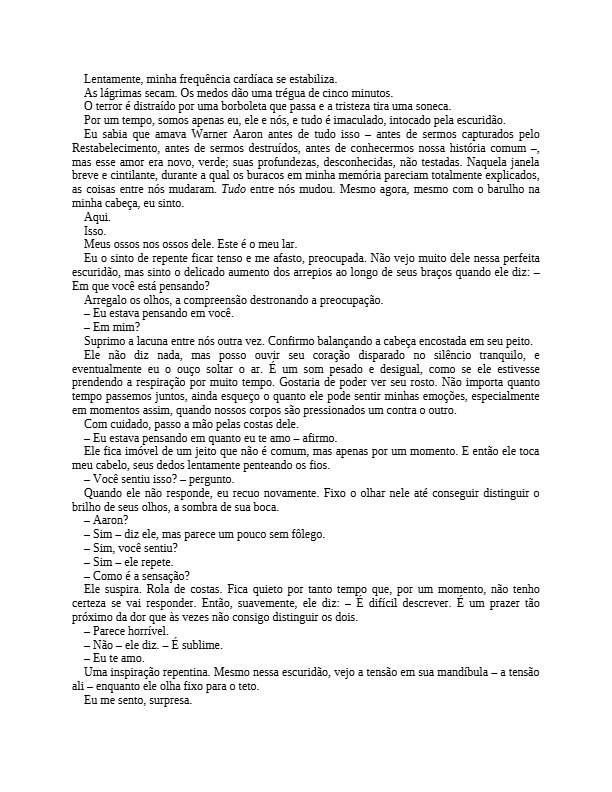 Lentamente, minha frequência cardíaca se estabiliza.
As lágrimas secam. Os medos dão uma trégua de cinco minutos.
O terror é distraído por uma borboleta que passa e a tristeza tira uma soneca.
Por um tempo, somos apenas eu, ele e nós, e tudo é imaculado, intocado pela escuridão.
Eu sabia que amava Warner Aaron antes de tudo isso – antes de sermos capturados pelo
Restabelecimento, antes de sermos destruídos, antes de conhecermos nossa história comum –,
mas esse amor era novo, verde; suas profundezas, desconhecidas, não testadas. Naquela janela
breve e cintilante, durante a qual os buracos em minha memória pareciam totalmente explicados,
as coisas entre nós mudaram. Tudo entre nós mudou. Mesmo agora, mesmo com o barulho na
minha cabeça, eu sinto.
Aqui.
Isso.
Meus ossos nos ossos dele. Este é o meu lar.
Eu o sinto de repente ficar tenso e me afasto, preocupada. Não vejo muito dele nessa perfeita
escuridão, mas sinto o delicado aumento dos arrepios ao longo de seus braços quando ele diz: –
Em que você está pensando?
Arregalo os olhos, a compreensão destronando a preocupação.
– Eu estava pensando em você.
– Em mim?
Suprimo a lacuna entre nós outra vez. Confirmo balançando a cabeça encostada em seu peito.
Ele não diz nada, mas posso ouvir seu coração disparado no silêncio tranquilo, e
eventualmente eu o ouço soltar o ar. É um som pesado e desigual, como se ele estivesse
prendendo a respiração por muito tempo. Gostaria de poder ver seu rosto. Não importa quanto
tempo passemos juntos, ainda esqueço o quanto ele pode sentir minhas emoções, especialmente
em momentos assim, quando nossos corpos são pressionados um contra o outro.
Com cuidado, passo a mão pelas costas dele.
– Eu estava pensando em quanto eu te amo – afirmo.
Ele fica imóvel de um jeito que não é comum, mas apenas por um momento. E então ele toca
meu cabelo, seus dedos lentamente penteando os fios.
– Você sentiu isso? – pergunto.
Quando ele não responde, eu recuo novamente. Fixo o olhar nele até conseguir distinguir o
brilho de seus olhos, a sombra de sua boca.
– Aaron?
– Sim – diz ele, mas parece um pouco sem fôlego.
– Sim, você sentiu?
– Sim – ele repete.
– Como é a sensação?
Ele suspira. Rola de costas. Fica quieto por tanto tempo que, por um momento, não tenho
certeza se vai responder. Então, suavemente, ele diz: – É difícil descrever. É um prazer tão
próximo da dor que às vezes não consigo distinguir os dois.
– Parece horrível.
– Não – ele diz. – É sublime.
– Eu te amo.
Uma inspiração repentina. Mesmo nessa escuridão, vejo a tensão em sua mandíbula – a tensão
ali – enquanto ele olha fixo para o teto.
Eu me sento, surpresa.